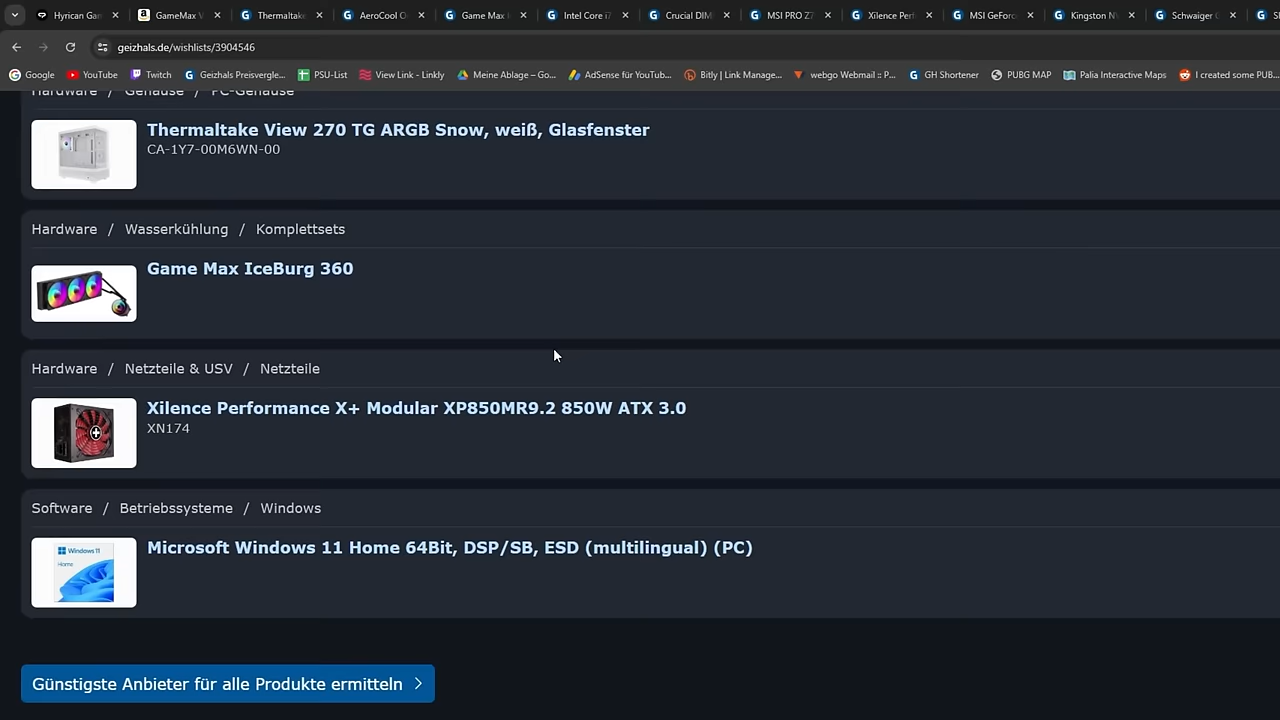 Hyrican Gan
GameMax V
Thermaltake
AeroCool O
Game Max I
Intel Core i7
Crucial DIM
MSI PRO Z7
Xilence Perf
MSI GeForc
Kingston NV
Schwaiger
geizhals.de/wishlists/3904546
Google
YouTube
Twitch
Geizhals Preisvergle...
PSU-List
View Link - Linkly
Meine Ablage – Go...
AdSense für YouTub...
Bitly | Link Manage...
webgo Webmail :: P...
GH Shortener
PUBG MAP
Palia Interactive Maps
I created some PUB...
Hardware / Gehäuse / PC-Gehäuse
Thermaltake View 270 TG ARGB Snow, weiß, Glasfenster
CA-1Y7-00M6WN-00
Hardware / Wasserkühlung / Komplettsets
Game Max IceBurg 360
Hardware / Netzteile & USV / Netzteile
Xilence Performance X+ Modular XP850MR9.2 850W ATX 3.0
XN174
Software / Betriebssysteme / Windows
Microsoft Windows 11 Home 64Bit, DSP/SB, ESD (multilingual) (PC)
Windows 11
Home
Günstigste Anbieter für alle Produkte ermitteln